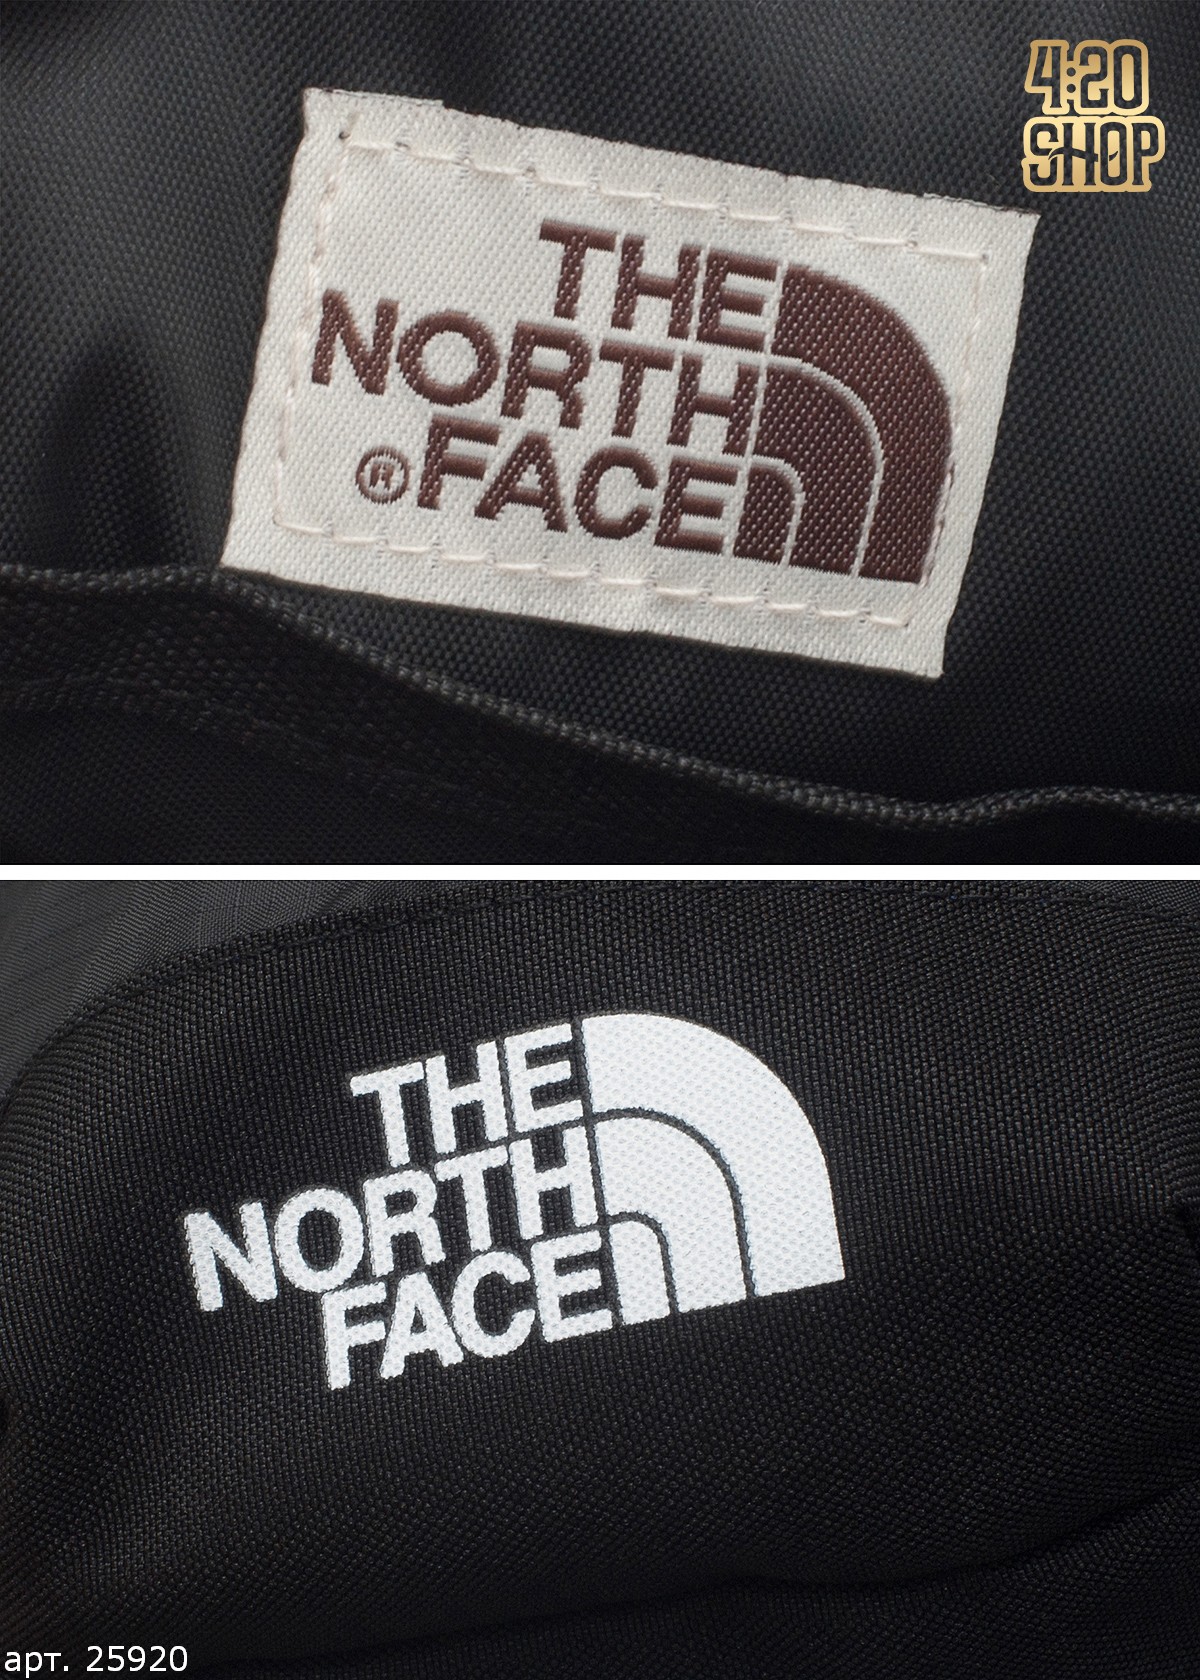 4:20
SHOP
THE
NORTH
® FACE
THE
NORTH
FACE
арт. 25920